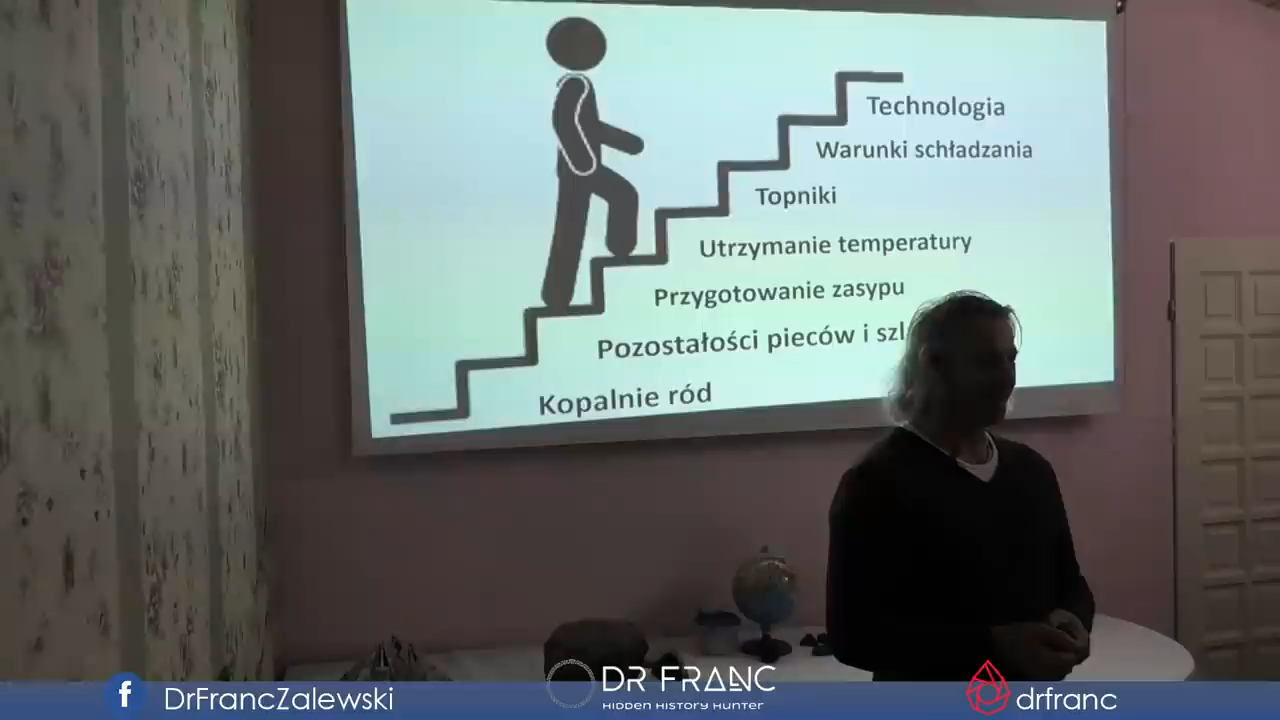 Technologia
Warunki schładzania
Topniki
Utrzymanie temperatury
Przygotowanie zasypu
Pozostałości pieców i
Kopalnie ród
f DrFrancZalewski
DR FRANC
HIDDEN HISTORY HUNTER
drfranc